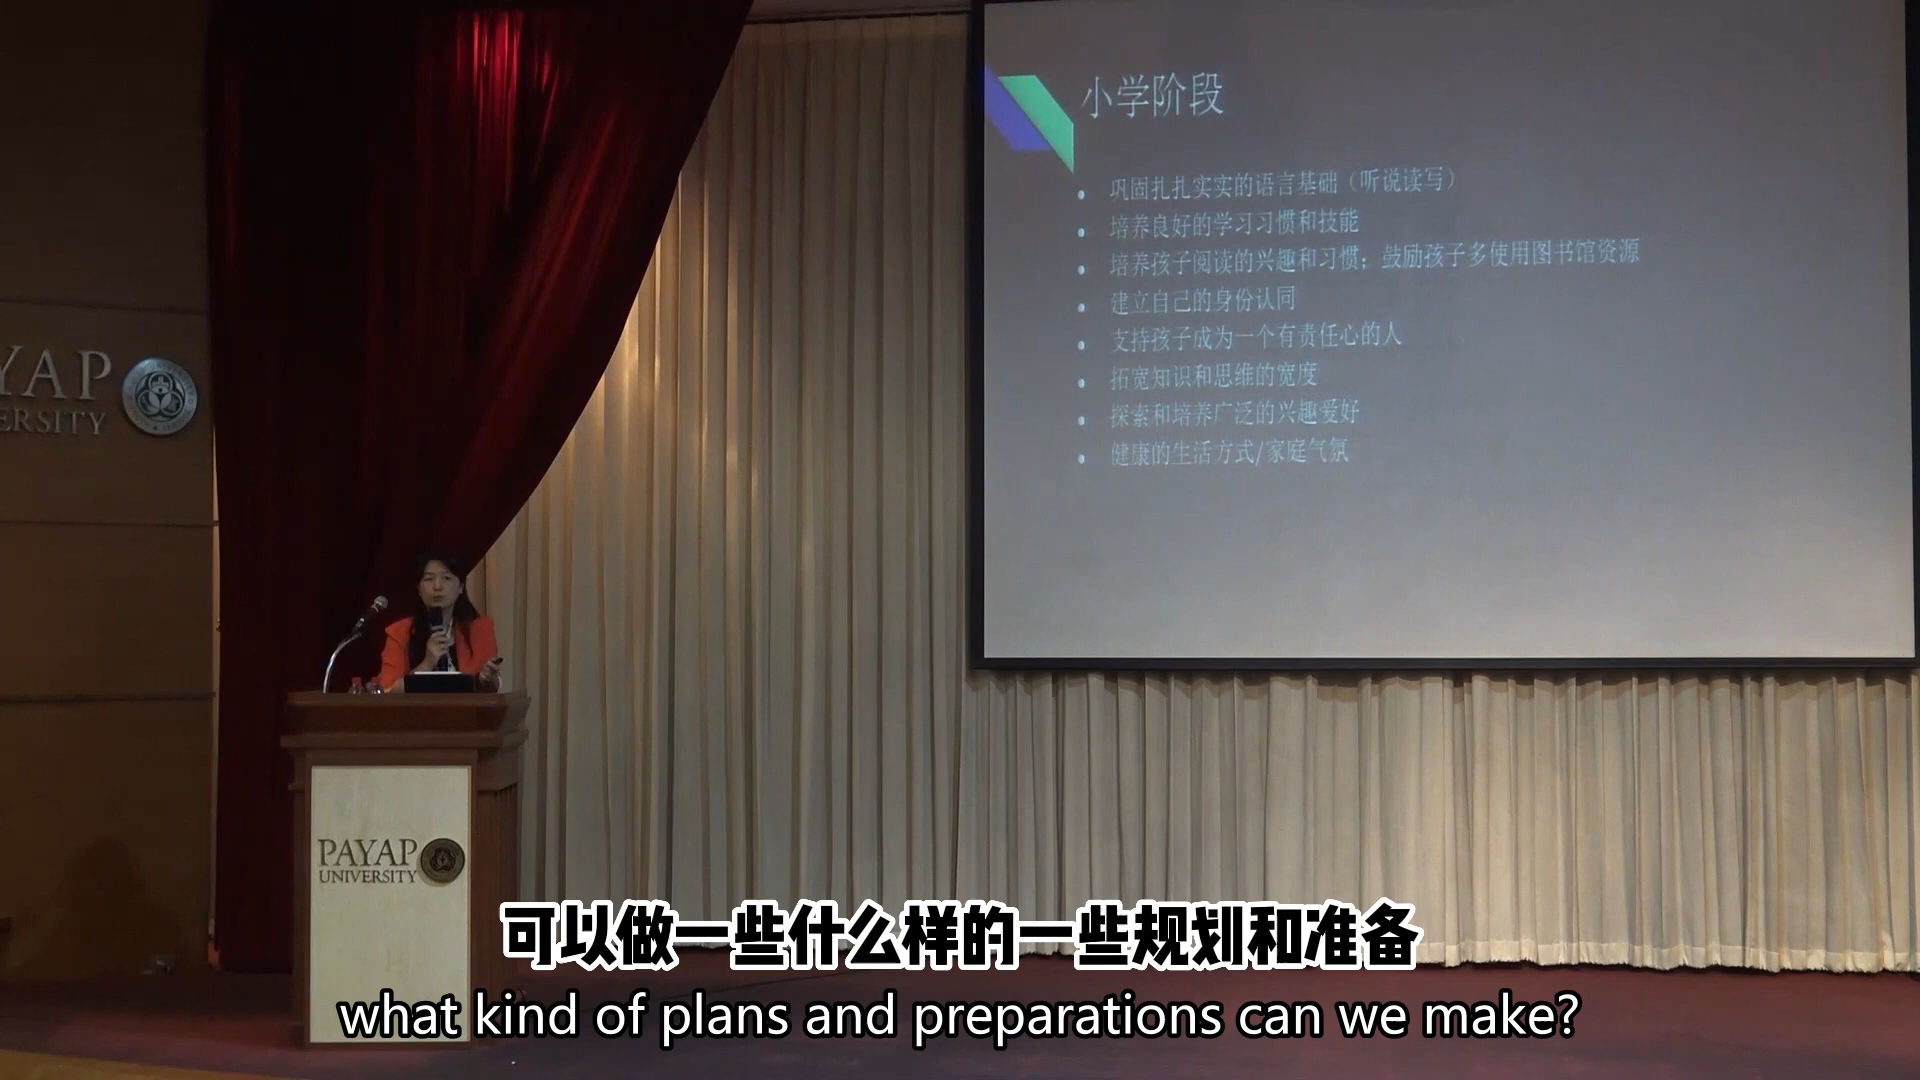 小学阶段
• 巩固扎扎实实的语言基础（听说读写）
• 培养良好的学习习惯和技能
• 培养孩子阅读的兴趣和习惯；鼓励孩子多使用图书馆资源
• 建立自己的身份认同
• 支持孩子成为一个有责任心的人
• 拓宽知识和思维的宽度
• 探索和培养广泛的兴趣爱好
• 健康的生活方式/家庭气氛
YAP
ERSITY
PAYAP
UNIVERSITY
可以做一些什么样的一些规划和准备
what kind of plans and preparations can we make?